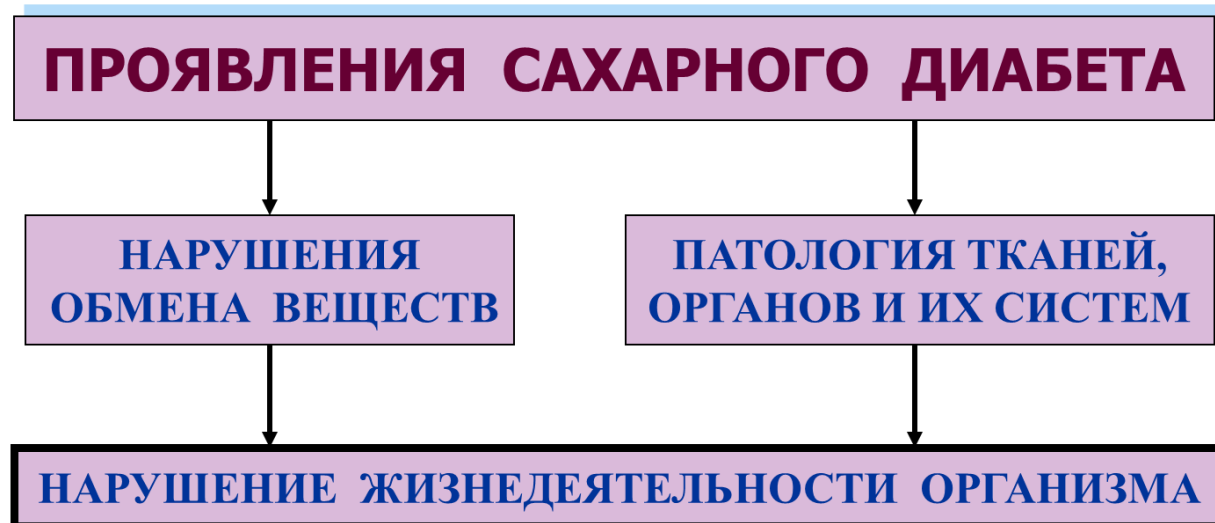 ПРОЯВЛЕНИЯ САХАРНОГО ДИАБЕТА
НАРУШЕНИЯ
ОБМЕНА ВЕЩЕСТВ
ПАТОЛОГИЯ ТКАНЕЙ,
ОРГАНОВ И ИХ СИСТЕМ
НАРУШЕНИЕ ЖИЗНЕДЕЯТЕЛЬНОСТИ ОРГАНИЗМА